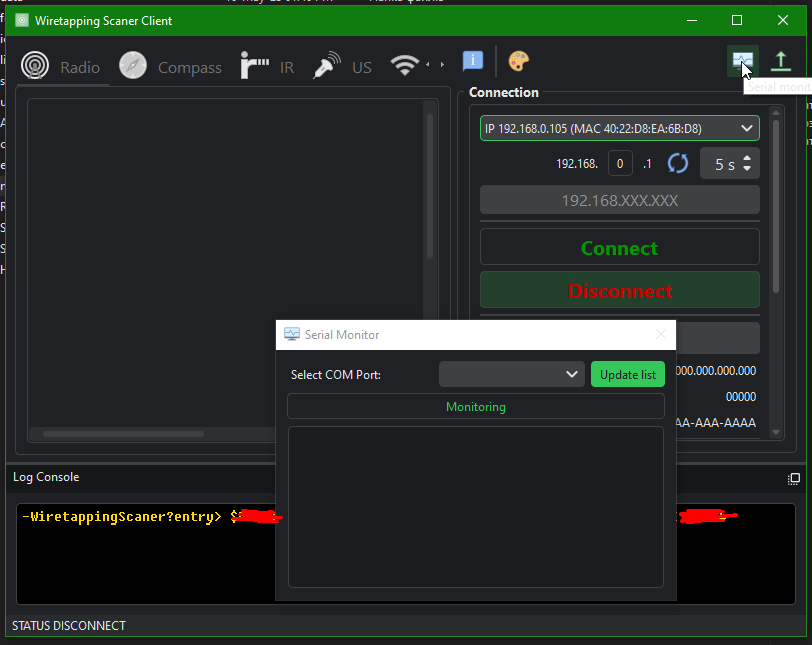 Wiretapping Scaner Client
Radio
Compass
IR
US
Serial monit
Connection
IP 192.168.0.105 (MAC 40:22:D8:EA:6B:D8)
192.168.
0
.1
5 s
192.168.XXX.XXX
Connect
Disconnect
Serial Monitor
Select COM Port:
Update list
Monitoring
000.000.000.000
00000
AA-AAA-AAAA
Log Console
~WiretappingScaner?entry> $
STATUS DISCONNECT